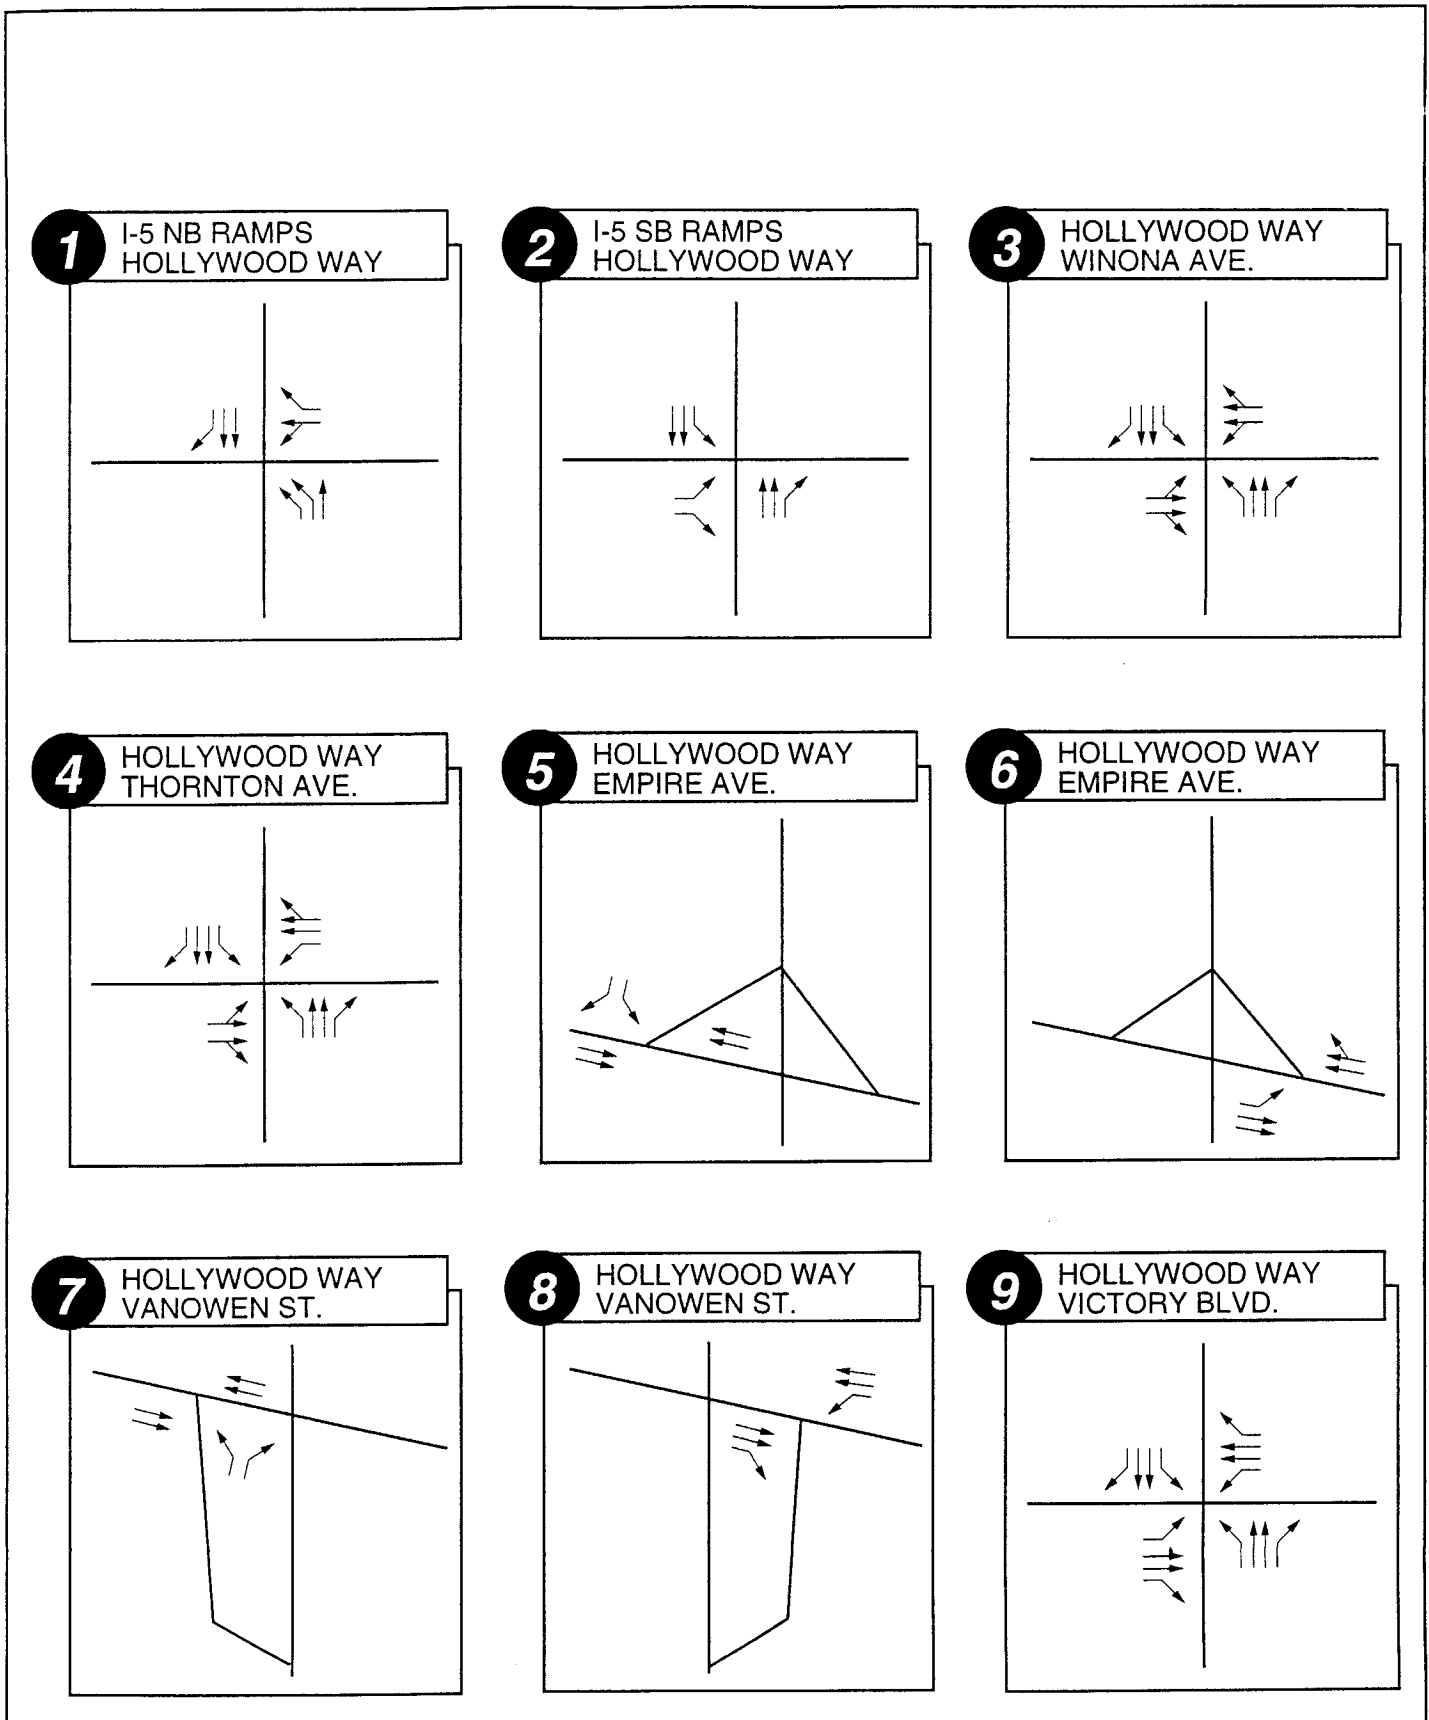 1
I-5 NB RAMPS
HOLLYWOOD WAY
2
I-5 SB RAMPS
HOLLYWOOD WAY
3
HOLLYWOOD WAY
WINONA AVE.
4
HOLLYWOOD WAY
THORNTON AVE.
5
HOLLYWOOD WAY
EMPIRE AVE.
6
HOLLYWOOD WAY
EMPIRE AVE.
7
HOLLYWOOD WAY
VANOWEN ST.
8
HOLLYWOOD WAY
VANOWEN ST.
9
HOLLYWOOD WAY
VICTORY BLVD.